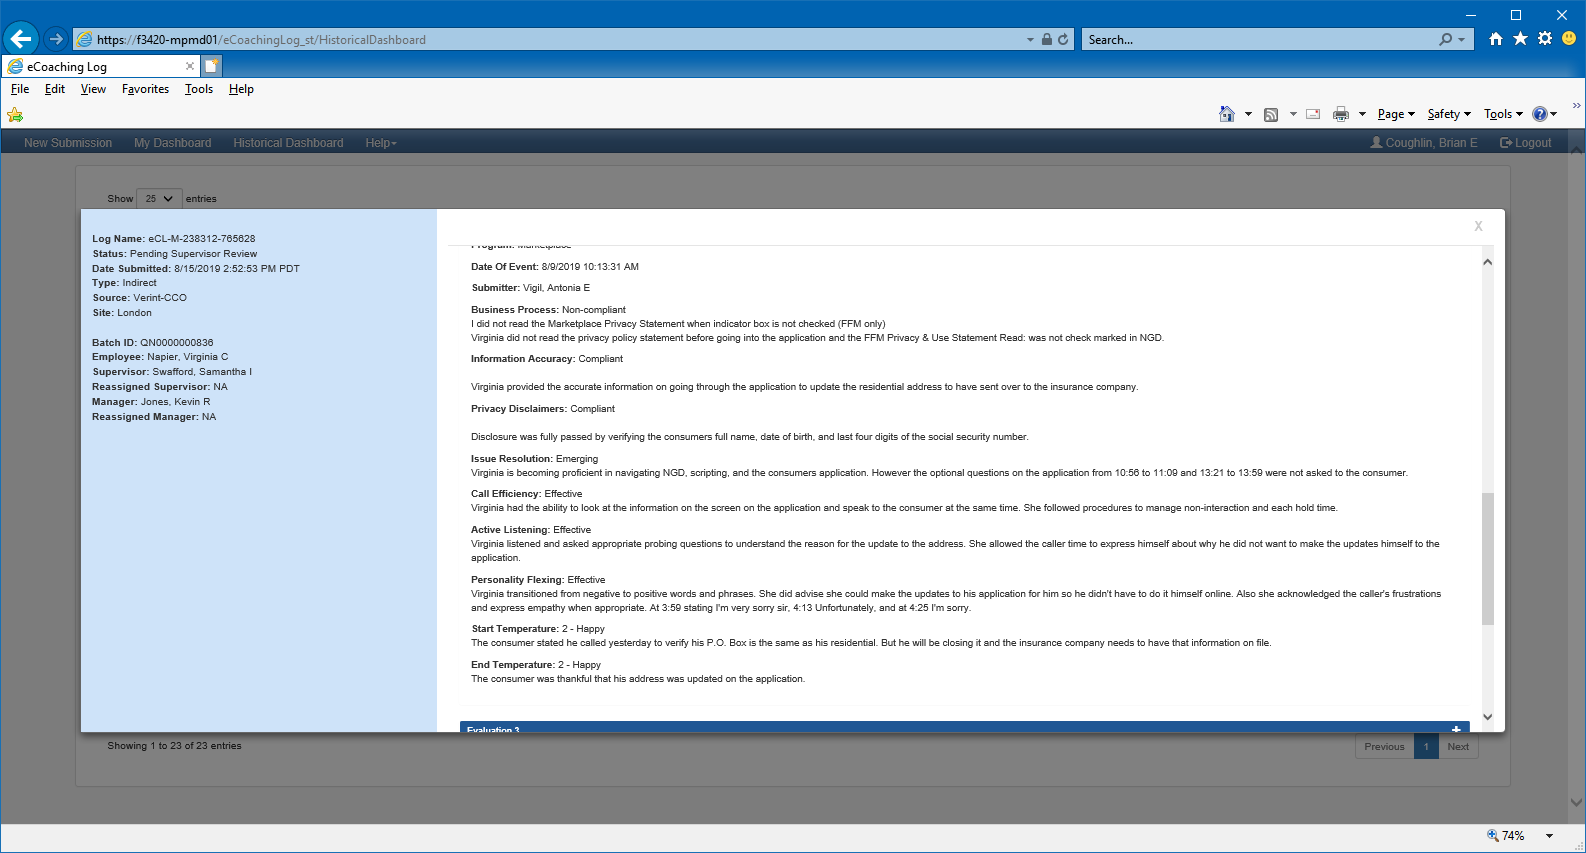 https://f3420-mpmd01/eCoachingLog_st/HistoricalDashboard
Search...
eCoaching Log
File Edit View Favorites Tools Help
Page Safety Tools
New Submission My Dashboard Historical Dashboard Help
Coughlin, Brian E Logout
Show 25 entries
X
Log Name: eCL-M-238312-765628
Status: Pending Supervisor Review
Date Submitted: 8/15/2019 2:52:53 PM PDT
Type: Indirect
Source: Verint-CCO
Site: London
Batch ID: QN0000000836
Employee: Napier, Virginia C
Supervisor: Swafford, Samantha I
Reassigned Supervisor: NA
Manager: Jones, Kevin R
Reassigned Manager: NA
Program: Marketplace
Date Of Event: 8/9/2019 10:13:31 AM
Submitter: Vigil, Antonia E
Business Process: Non-compliant
I did not read the Marketplace Privacy Statement when indicator box is not checked (FFM only)
Virginia did not read the privacy policy statement before going into the application and the FFM Privacy & Use Statement Read: was not check marked in NGD.
Information Accuracy: Compliant
Virginia provided the accurate information on going through the application to update the residential address to have sent over to the insurance company.
Privacy Disclaimers: Compliant
Disclosure was fully passed by verifying the consumers full name, date of birth, and last four digits of the social security number.
Issue Resolution: Emerging
Virginia is becoming proficient in navigating NGD, scripting, and the consumers application. However the optional questions on the application from 10:56 to 11:09 and 13:21 to 13:59 were not asked to the consumer.
Call Efficiency: Effective
Virginia had the ability to look at the information on the screen on the application and speak to the consumer at the same time. She followed procedures to manage non-interaction and each hold time.
Active Listening: Effective
Virginia listened and asked appropriate probing questions to understand the reason for the update to the address. She allowed the caller time to express himself about why he did not want to make the updates himself to the
application.
Personality Flexing: Effective
Virginia transitioned from negative to positive words and phrases. She did advise she could make the updates to his application for him so he didn't have to do it himself online. Also she acknowledged the caller's frustrations
and express empathy when appropriate. At 3:59 stating I'm very sorry sir, 4:13 Unfortunately, and at 4:25 I'm sorry.
Start Temperature: 2 - Happy
The consumer stated he called yesterday to verify his P.O. Box is the same as his residential. But he will be closing it and the insurance company needs to have that information on file.
End Temperature: 2 - Happy
The consumer was thankful that his address was updated on the application.
Evaluation 3
Showing 1 to 23 of 23 entries
Previous 1 Next
74%